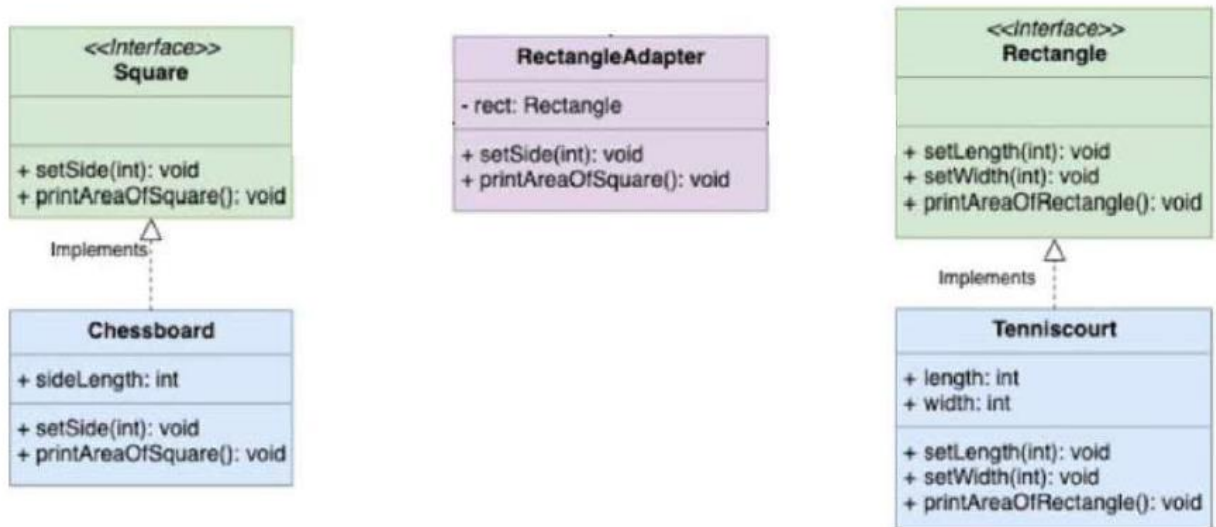 <<Interface>>
Square
+ setSide(int): void
+ printAreaOfSquare(): void
Implements
Chessboard
+ sideLength: int
+ setSide(int): void
+ printAreaOfSquare(): void
RectangleAdapter
- rect: Rectangle
+ setSide(int): void
+ printAreaOfSquare(): void
<<Interface>>
Rectangle
+ setLength(int): void
+ setWidth(int): void
+ printAreaOfRectangle(): void
Implements
Tenniscourt
+ length: int
+ width: int
+ setLength(int): void
+ setWidth(int): void
+ printAreaOfRectangle(): void